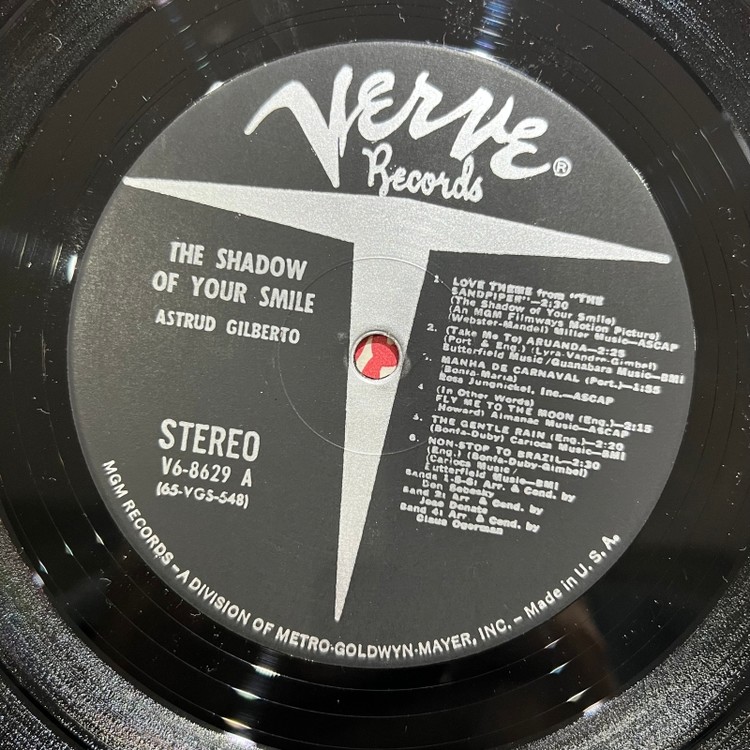 Verve®
Records
THE SHADOW
OF YOUR SMILE
ASTRUD GILBERTO
STEREO
V6-8629 A
(65-VGS-548)
1. LOVE THEME from "THE
SANDPIPER"—2:30
(The Shadow of Your Smile)
(An MGM Filmways Motion Picture)
(Webster-Mandel) Miller Music—ASCAP
2. (Take Me To) ARUANDA—2:25
(Port & Eng.) (Lyra-Vandre-Gimbel)
Butterfield Music/Guanabara Music—BMI
MANHA DE CARNAVAL (Port.)—1:55
(Bonfa-Maria)
Ross Jungnickel, Inc.—ASCAP
4 (In Other Words)
FLY ME TO THE MOON (Eng.)—2:15
(Howard) Almanac Music—ASCAP
5. THE GENTLE RAIN (Eng.)—2:20
(Bonfa-Duby) Carioca Music—BMI
6. NON-STOP TO BRAZIL—2:30
(Eng.) (Bonfa-Duby-Gimbel)
(Carioca Music/
Butterfield Music—BMI
Bands 1-5-6: Arr. & Cond. by
Don Sebesky
Band 2: Arr & Cond. by
Joao Donato
Band 4: Arr. & Cond. by
Claus Ogerman
MGM RECORDS – A DIVISION OF METRO-GOLDWYN-MAYER, INC. – Made in U. S. A.